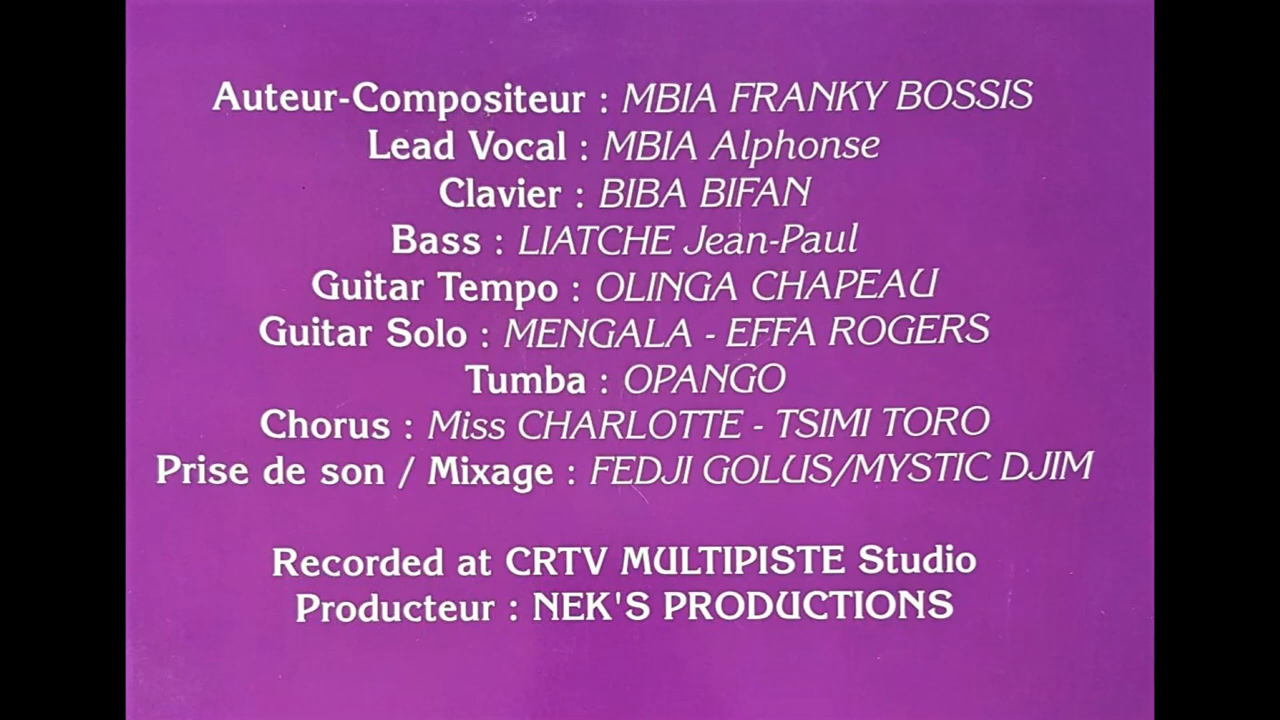 Auteur-Compositeur : MBIA FRANKY BOSSIS
Lead Vocal : MBIA Alphonse
Clavier : BIBA BIFAN
Bass : LIATCHE Jean-Paul
Guitar Tempo : OLINGA CHAPEAU
Guitar Solo : MENGALA - EFFA ROGERS
Tumba : OPANGO
Chorus : Miss CHARLOTTE - TSIMI TORO
Prise de son / Mixage : FEDJI GOLUS/MYSTIC DJIM
Recorded at CRTV MULTIPISTE Studio
Producteur : NEK'S PRODUCTIONS